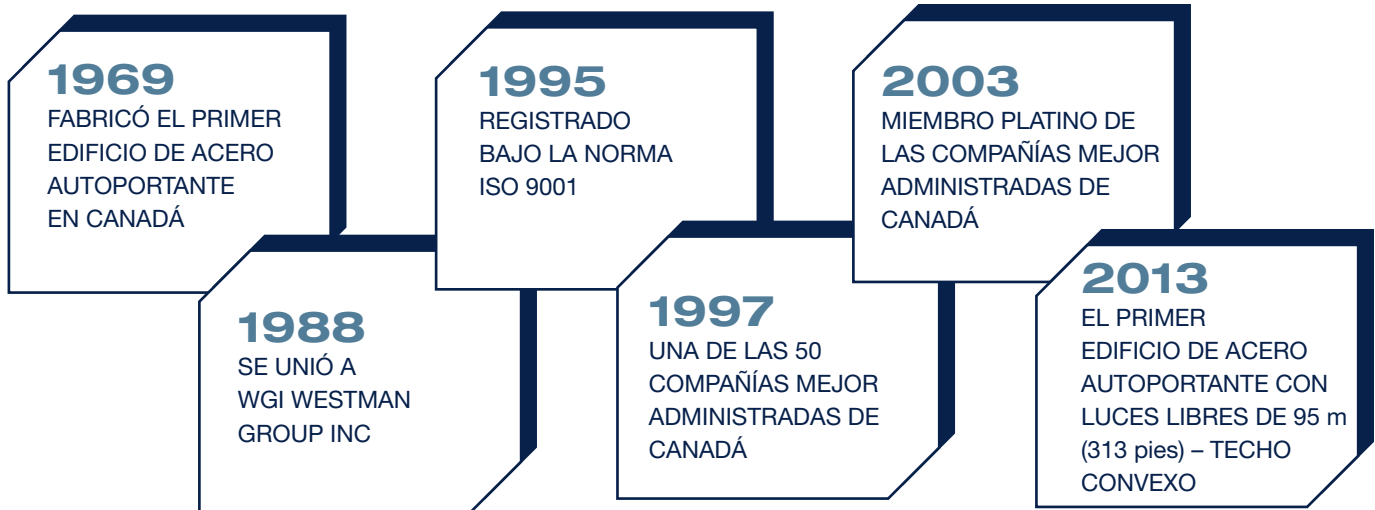 1969
FABRICÓ EL PRIMER
EDIFICIO DE ACERO
AUTOPORTANTE
EN CANADÁ
1988
SE UNIÓ A
WGI WESTMAN
GROUP INC
1995
REGISTRADO
BAJO LA NORMA
ISO 9001
1997
UNA DE LAS 50
COMPAÑÍAS MEJOR
ADMINISTRADAS DE
CANADÁ
2003
MIEMBRO PLATINO DE
LAS COMPAÑÍAS MEJOR
ADMINISTRADAS DE
CANADÁ
2013
EL PRIMER
EDIFICIO DE ACERO
AUTOPORTANTE CON
LUCES LIBRES DE 95 m
(313 pies) – TECHO
CONVEXO